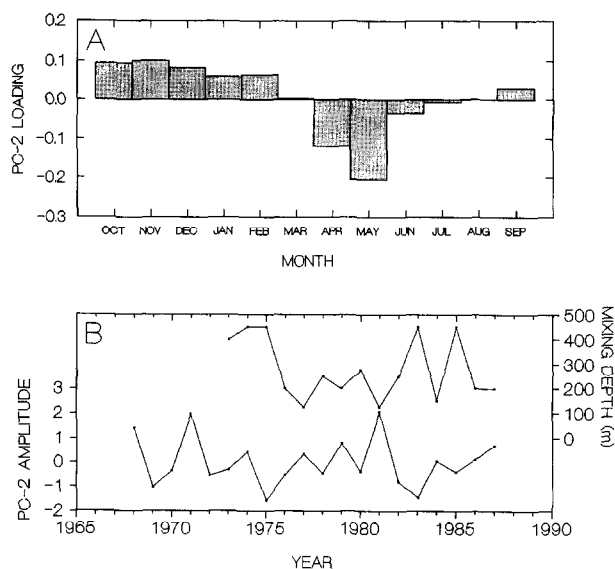 A
PC-2 LOADING
0.2
0.1
0.0
-0.1
-0.2
-0.3
OCT NOV DEC JAN FEB MAR APR MAY JUN JUL AUG SEP
MONTH
B
PC-2 AMPLITUDE
3
2
1
0
-1
-2
500
400
300
200
100
0
MIXING DEPTH (m)
1965 1970 1975 1980 1985 1990
YEAR